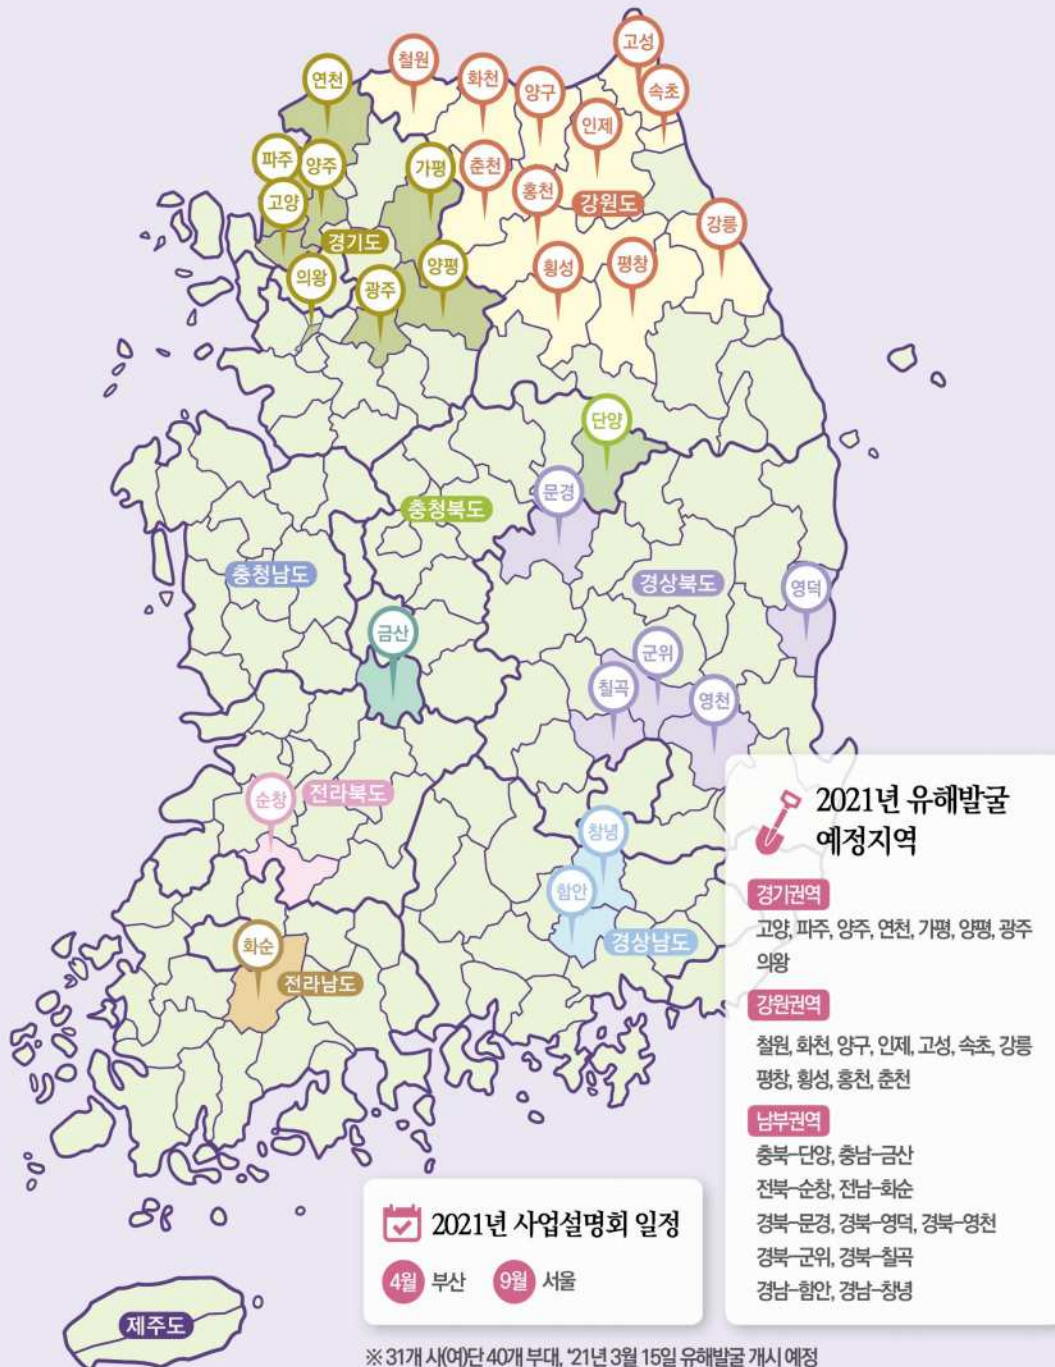 고성
철원
연천
화천
양구
속초
인제
파주
양주
가평
춘천
홍천
고양
강원도
강릉
경기도
의왕
광주
양평
횡성
평창
단양
문경
충청북도
충청남도
경상북도
영덕
금산
군위
칠곡
영천
순창
전라북도
창녕
함안
경상남도
화순
전라남도
제주도
2021년 유해발굴
예정지역
경기권역
고양, 파주, 양주, 연천, 가평, 양평, 광주
의왕
강원권역
철원, 화천, 양구, 인제, 고성, 속초, 강릉
평창, 횡성, 홍천, 춘천
남부권역
충북-단양, 충남-금산
전북-순창, 전남-화순
경북-문경, 경북-영덕, 경북-영천
경북-군위, 경북-칠곡
경남-함안, 경남-창녕
2021년 사업설명회 일정
4월 부산 9월 서울
※ 31개 사(여)단 40개 부대, '21년 3월 15일 유해발굴 개시 예정